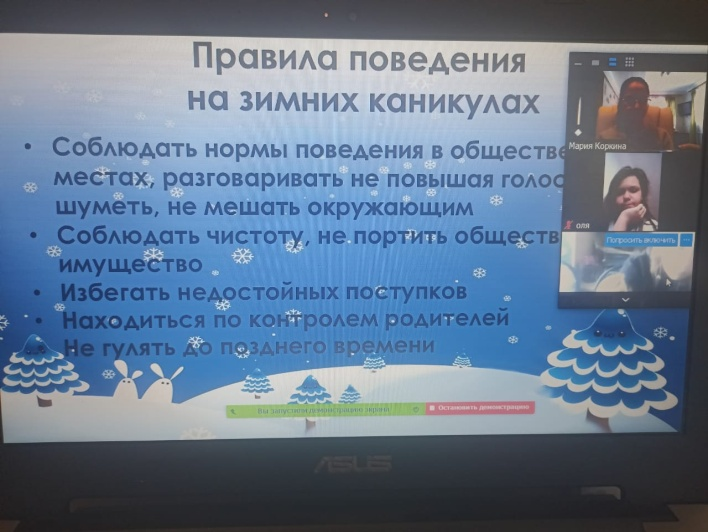 Правила поведения
на зимних каникулах
• Соблюдать нормы поведения в обществе
местах, разговаривать не повышая голос
шуметь, не мешать окружающим
• Соблюдать чистоту, не портить обществ
имущество
• Избегать недостойных поступков
• Находиться по контролем родителей
Не гулять до позднего времени
Мария Коркина
оля
Попросить включить
Вы запустили демонстрацию экрана
Остановить демонстрацию
ASUS